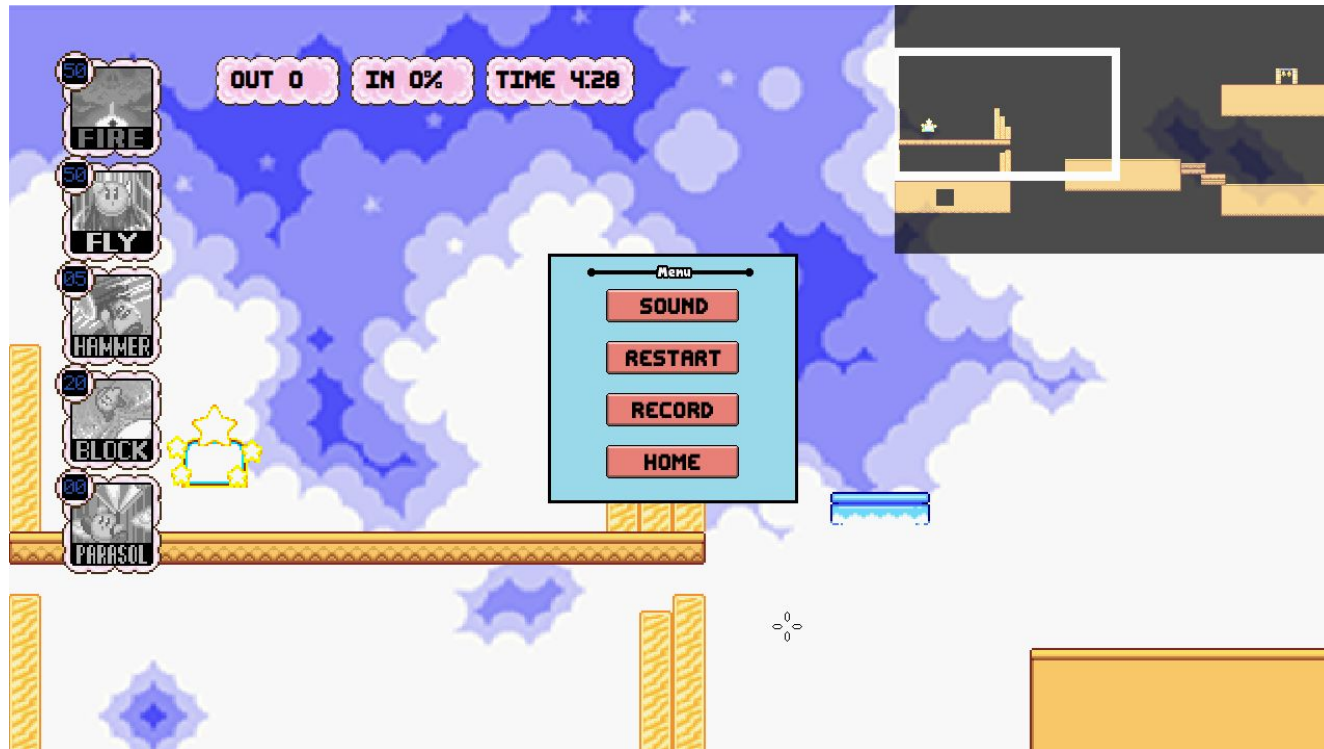 OUT 0 IN 0% TIME 4:28
50
FIRE
50
FLY
05
HAMMER
20
BLOCK
00
PARASOL
Menu
SOUND
RESTART
RECORD
HOME